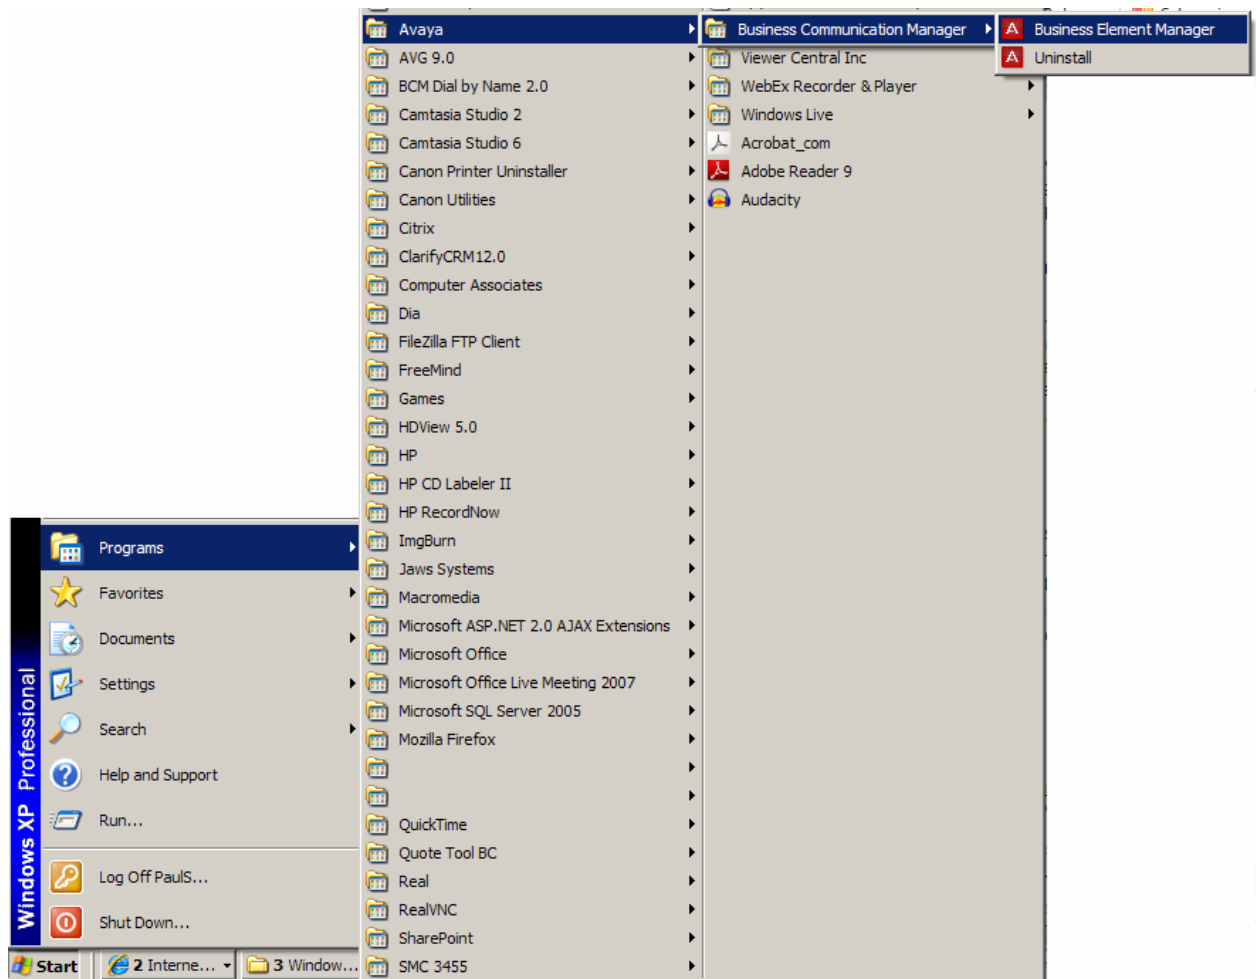 Avaya
AVG 9.0
BCM Dial by Name 2.0
Camtasia Studio 2
Camtasia Studio 6
Canon Printer Uninstaller
Canon Utilities
Citrix
ClarifyCRM12.0
Computer Associates
Dia
FileZilla FTP Client
FreeMind
Games
HDView 5.0
HP
HP CD Labeler II
HP RecordNow
ImgBurn
Jaws Systems
Macromedia
Microsoft ASP.NET 2.0 AJAX Extensions
Microsoft Office
Microsoft Office Live Meeting 2007
Microsoft SQL Server 2005
Mozilla Firefox
QuickTime
Quote Tool BC
Real
RealVNC
SharePoint
SMC 3455
Business Communication Manager
Viewer Central Inc
WebEx Recorder & Player
Windows Live
Acrobat_com
Adobe Reader 9
Audacity
Business Element Manager
Uninstall
Windows XP Professional
Programs
Favorites
Documents
Settings
Search
Help and Support
Run...
Log Off PaulS...
Shut Down...
Start
2 Interne...
3 Window...